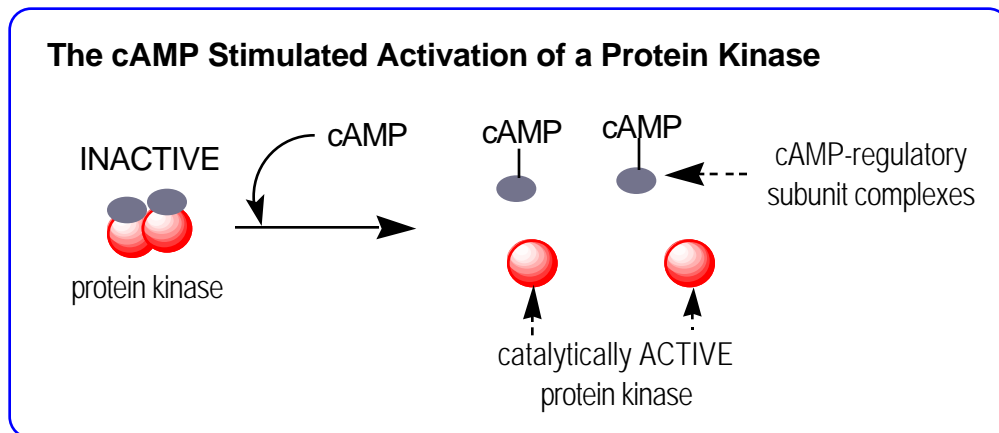 The cAMP Stimulated Activation of a Protein Kinase
INACTIVE
protein kinase
cAMP
cAMP
cAMP
cAMP-regulatory
subunit complexes
catalytically ACTIVE
protein kinase